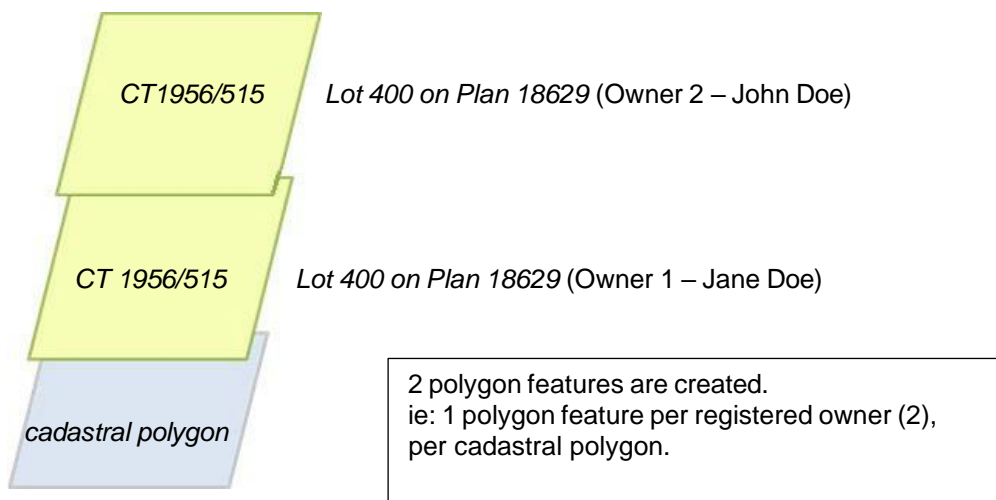 CT1956/515 Lot 400 on Plan 18629 (Owner 2 – John Doe)
CT 1956/515 Lot 400 on Plan 18629 (Owner 1 – Jane Doe)
cadastral polygon
2 polygon features are created.
ie: 1 polygon feature per registered owner (2),
per cadastral polygon.